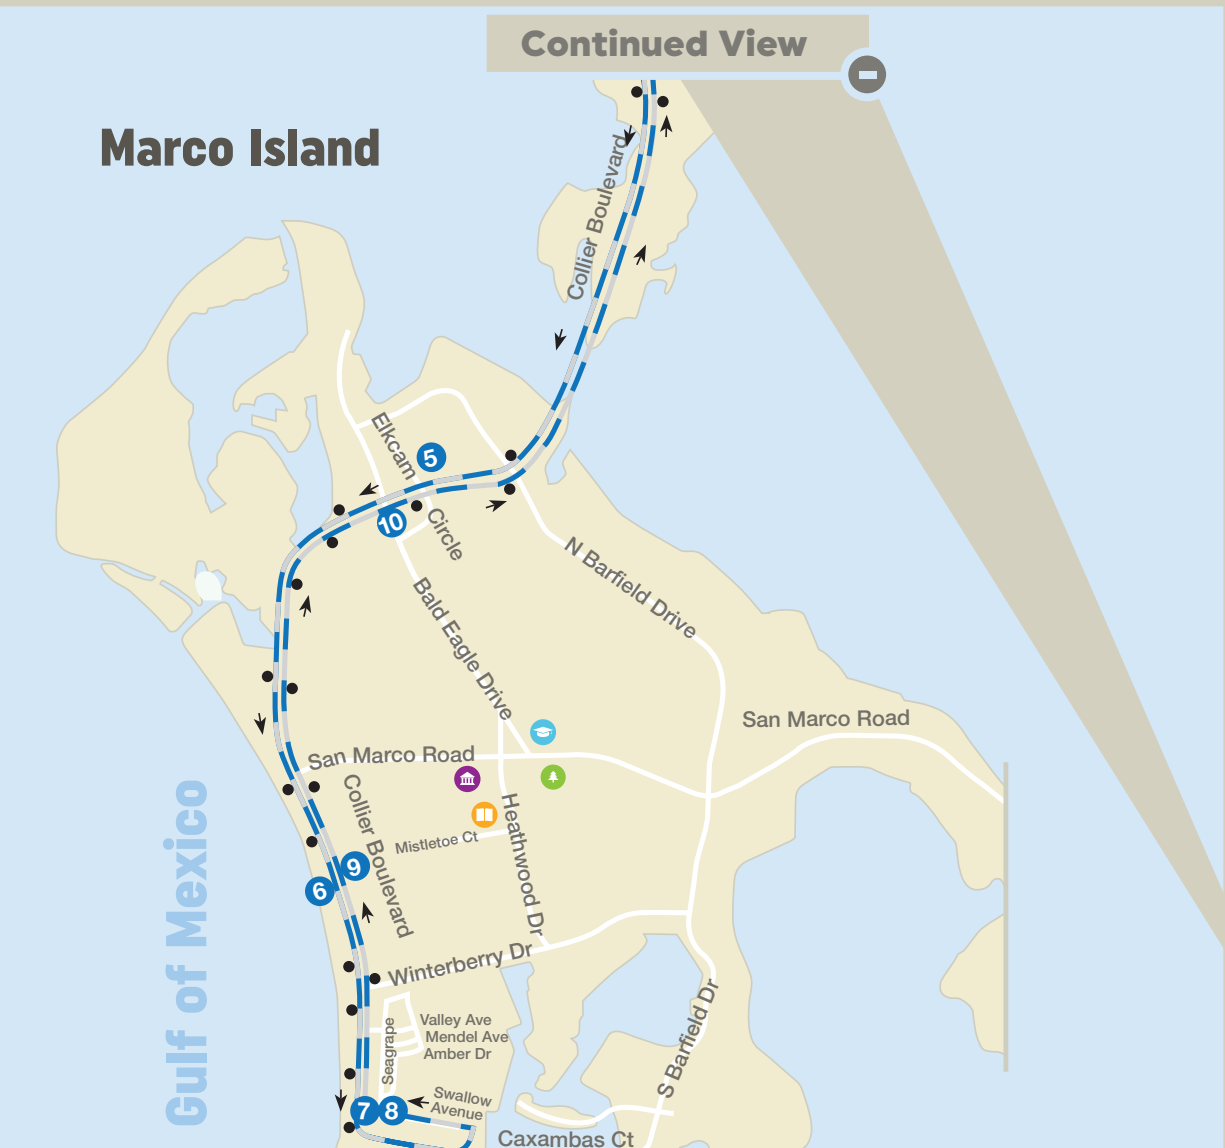 Continued View
Marco Island
Collier Boulevard
Elkcam
5
10
Circle
N Barfield Drive
Bald Eagle Drive
San Marco Road
San Marco Road
Collier Boulevard
Heathwood Dr
Mistletoe Ct
9
6
Gulf of Mexico
Winterberry Dr
Valley Ave
Mendel Ave
Amber Dr
Seagrape
S Barfield Dr
Swallow
Avenue
7
8
Caxambas Ct